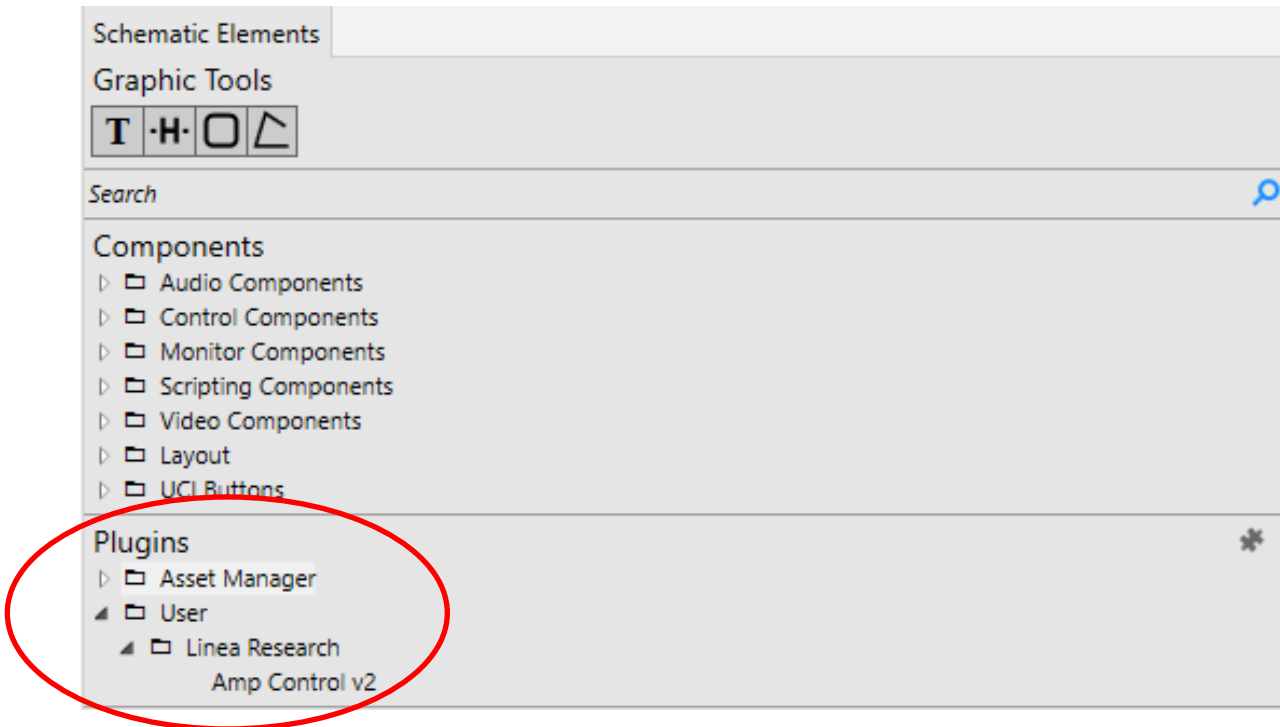 Schematic Elements
Graphic Tools
T ·H·
Search
Components
Audio Components
Control Components
Monitor Components
Scripting Components
Video Components
Layout
UCI Buttons
Plugins
Asset Manager
User
Linea Research
Amp Control v2